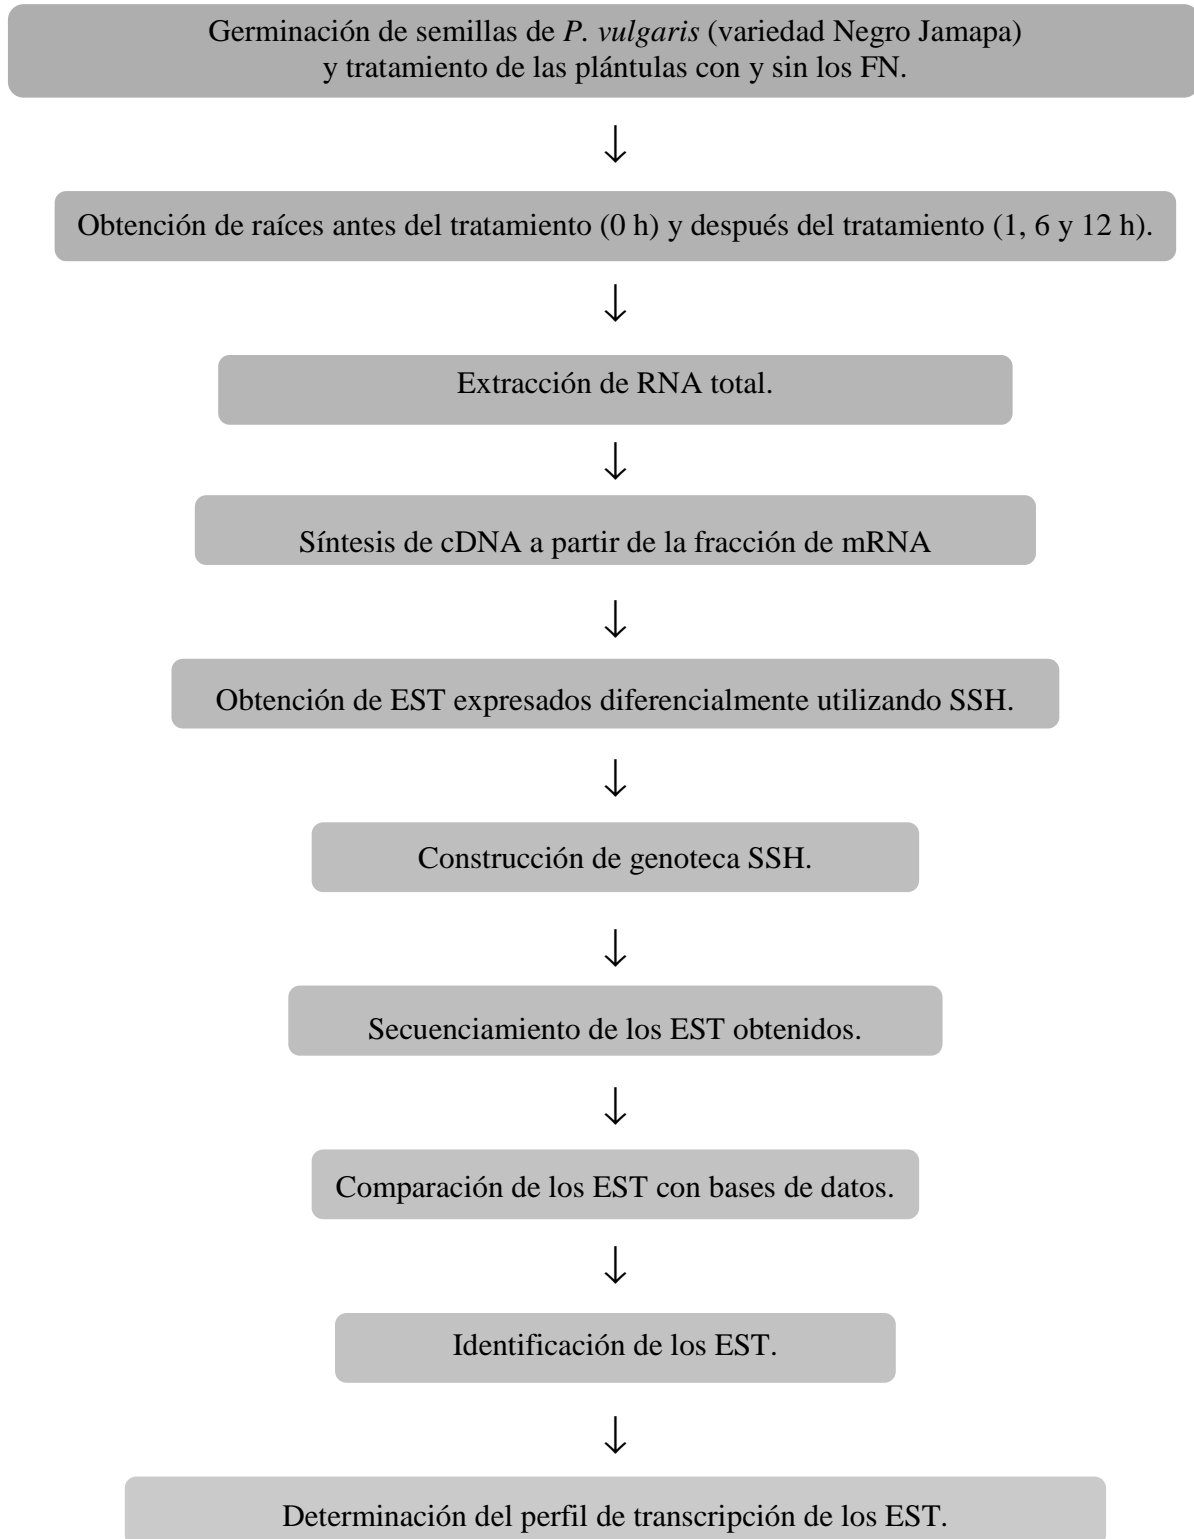 Germinación de semillas de P. vulgaris (variedad Negro Jamapa)
y tratamiento de las plántulas con y sin los FN.
↓
Obtención de raíces antes del tratamiento (0 h) y después del tratamiento (1, 6 y 12 h).
↓
Extracción de RNA total.
↓
Síntesis de cDNA a partir de la fracción de mRNA
↓
Obtención de EST expresados diferencialmente utilizando SSH.
↓
Construcción de genoteca SSH.
↓
Secuenciamiento de los EST obtenidos.
↓
Comparación de los EST con bases de datos.
↓
Identificación de los EST.
↓
Determinación del perfil de transcripción de los EST.